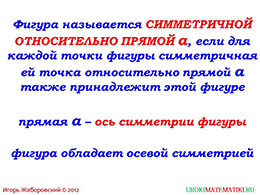 Фигура называется СИММЕТРИЧНОЙ
ОТНОСИТЕЛЬНО ПРЯМОЙ a, если для
каждой точки фигуры симметричная
ей точка относительно прямой a
также принадлежит этой фигуре
прямая a – ось симметрии фигуры
фигура обладает осевой симметрией
Игорь Жаборовский © 2012
UROKIMATEMATIKI.RU